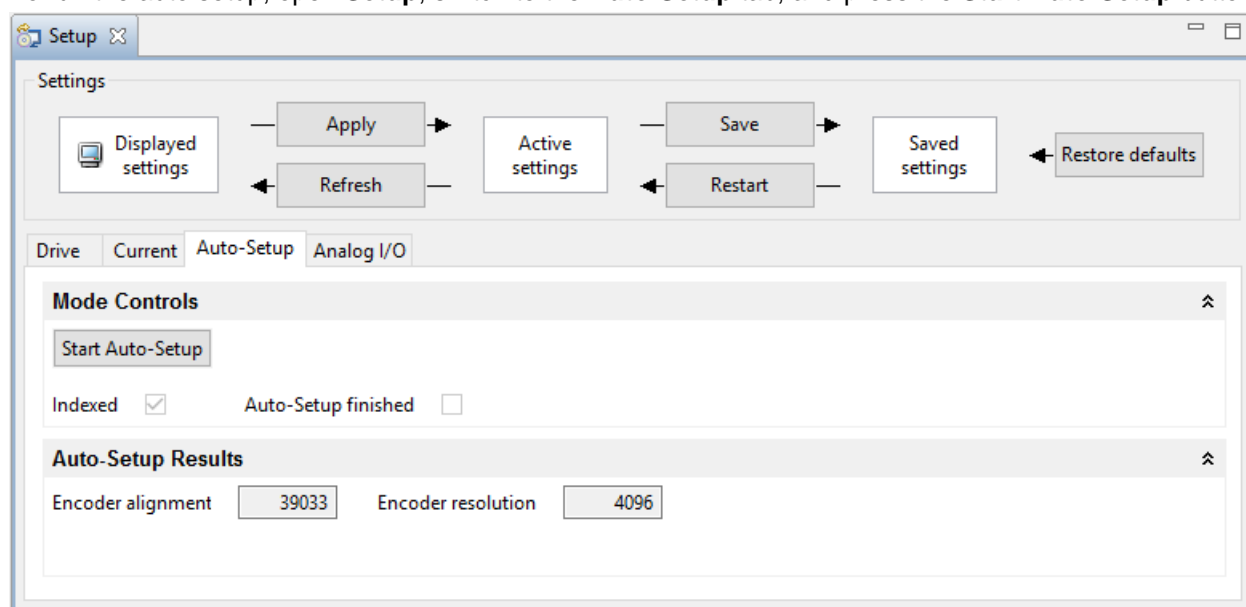 Setup
Settings
Displayed settings
Apply
Refresh
Active settings
Save
Restart
Saved settings
Restore defaults
Drive Current Auto-Setup Analog I/O
Mode Controls
Start Auto-Setup
Indexed Auto-Setup finished
Auto-Setup Results
Encoder alignment 39033 Encoder resolution 4096